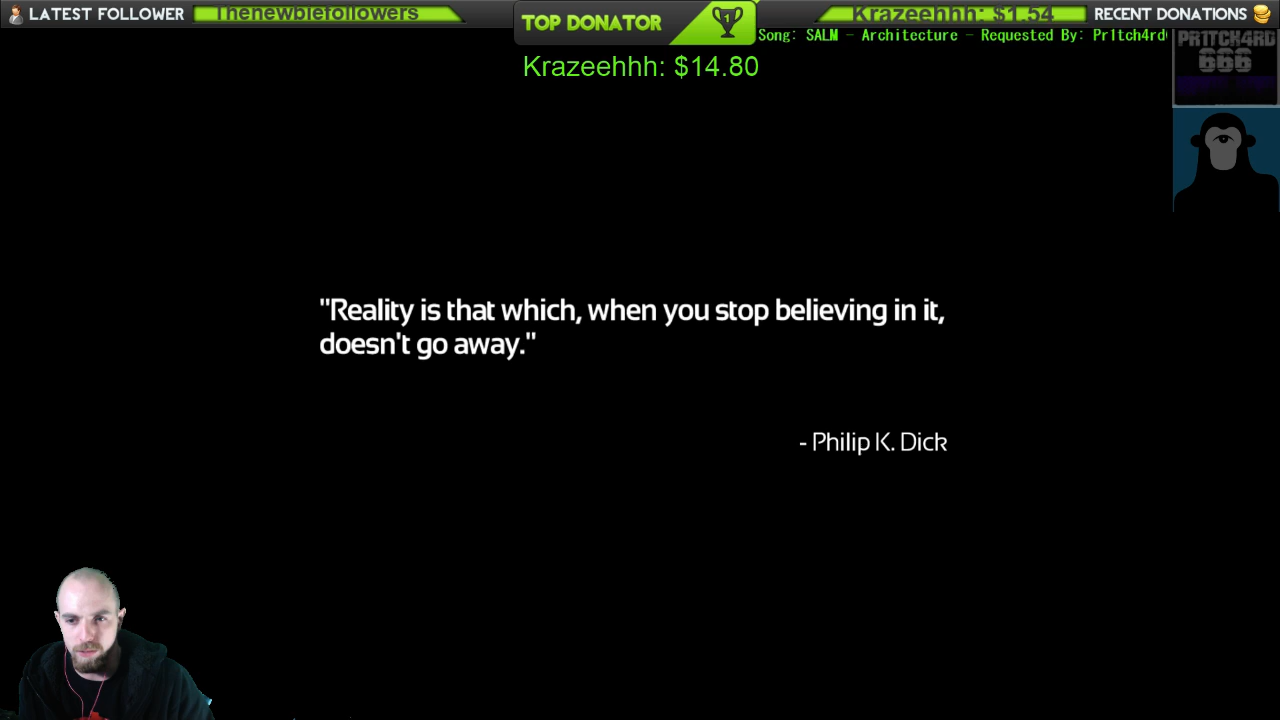 LATEST FOLLOWER
Thenewbiefollowers
TOP DONATOR
1
Krazeehhh: $1.54
RECENT DONATIONS
Song: SALM - Architecture - Requested By: Pr1tch4rd
PR1TCH4RD
666
Krazeehhh: $14.80
"Reality is that which, when you stop believing in it,
doesn't go away."
- Philip K. Dick